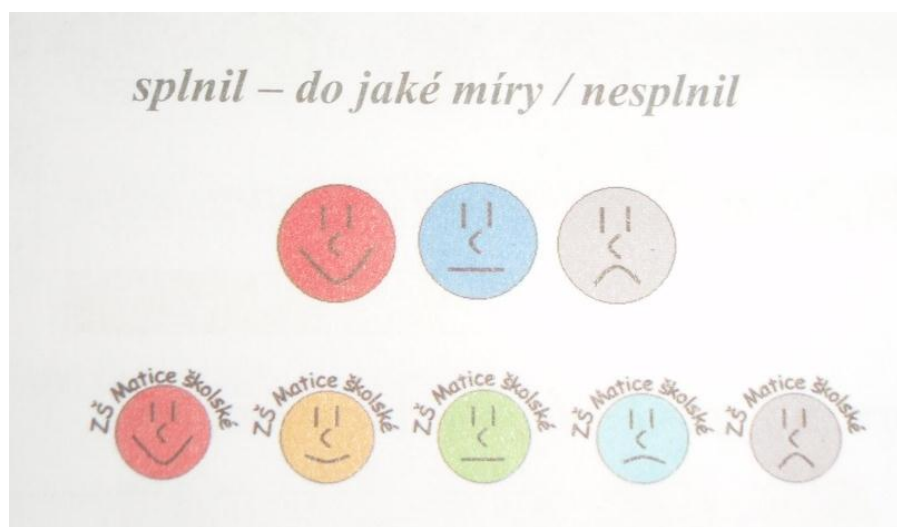 splnil – do jaké míry / nesplnil
ZŠ Matice školské ZŠ Matice školské ZŠ Matice školské ZŠ Matice školské ZŠ Matice školské